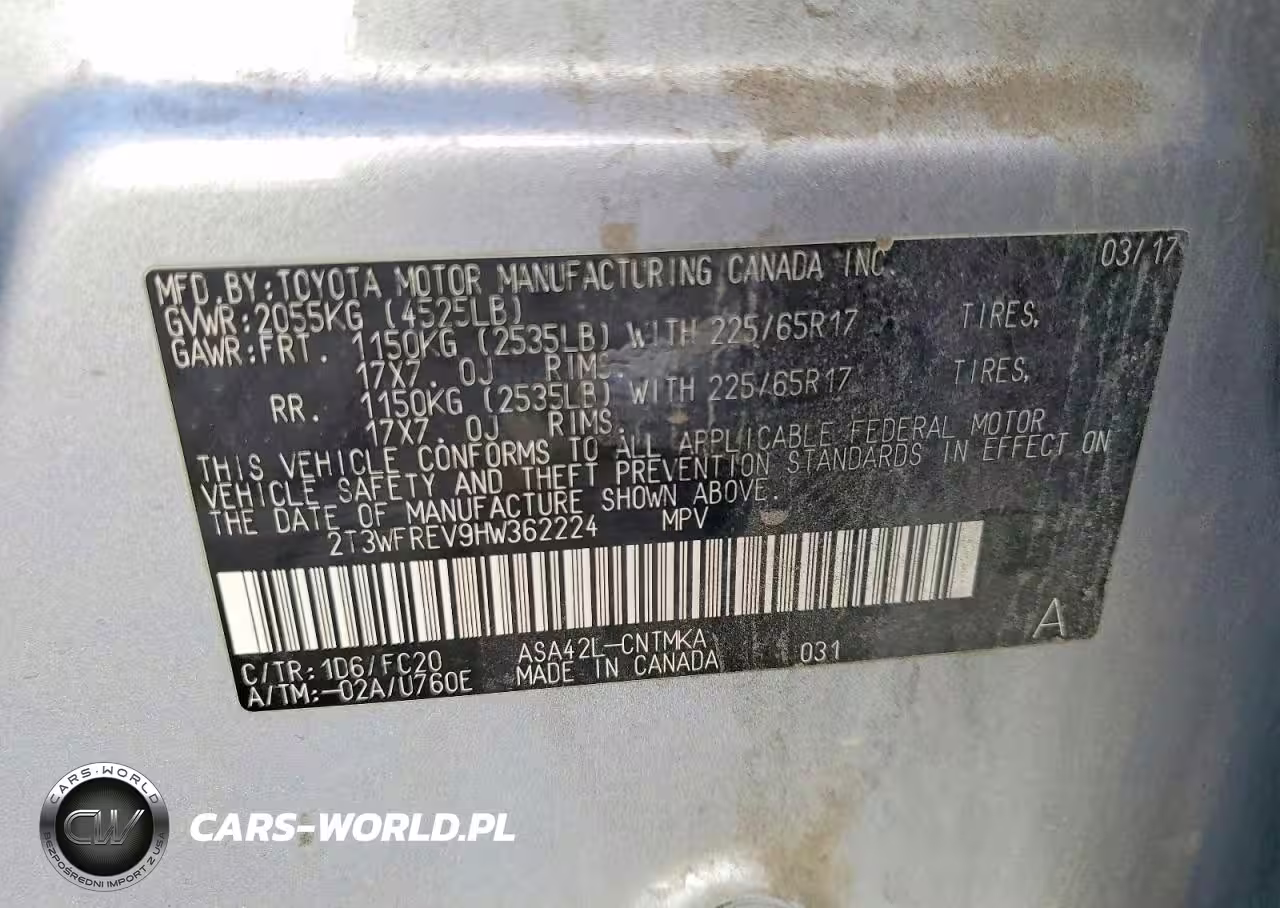 MFD.BY:TOYOTA MOTOR MANUFACTURING CANADA INC. 03/17
GVWR:2055KG (4525LB)
GAWR:FRT. 1150KG (2535LB) WITH 225/65R17 TIRES,
17X7. 0J RIMS
RR. 1150KG (2535LB) WITH 225/65R17 TIRES,
17X7. 0J RIMS.
THIS VEHICLE CONFORMS TO ALL APPLICABLE FEDERAL MOTOR
VEHICLE SAFETY AND THEFT PREVENTION STANDARDS IN EFFECT ON
THE DATE OF MANUFACTURE SHOWN ABOVE.
2T3WFREV9HW362224 MPV
C/TR:1D6/FC20 ASA42L-CNTMKA 031 A
A/TM:-02A/U760E MADE IN CANADA
CARS-WORLD
CW
BEZPOŚREDNI IMPORT Z USA
CARS-WORLD.PL